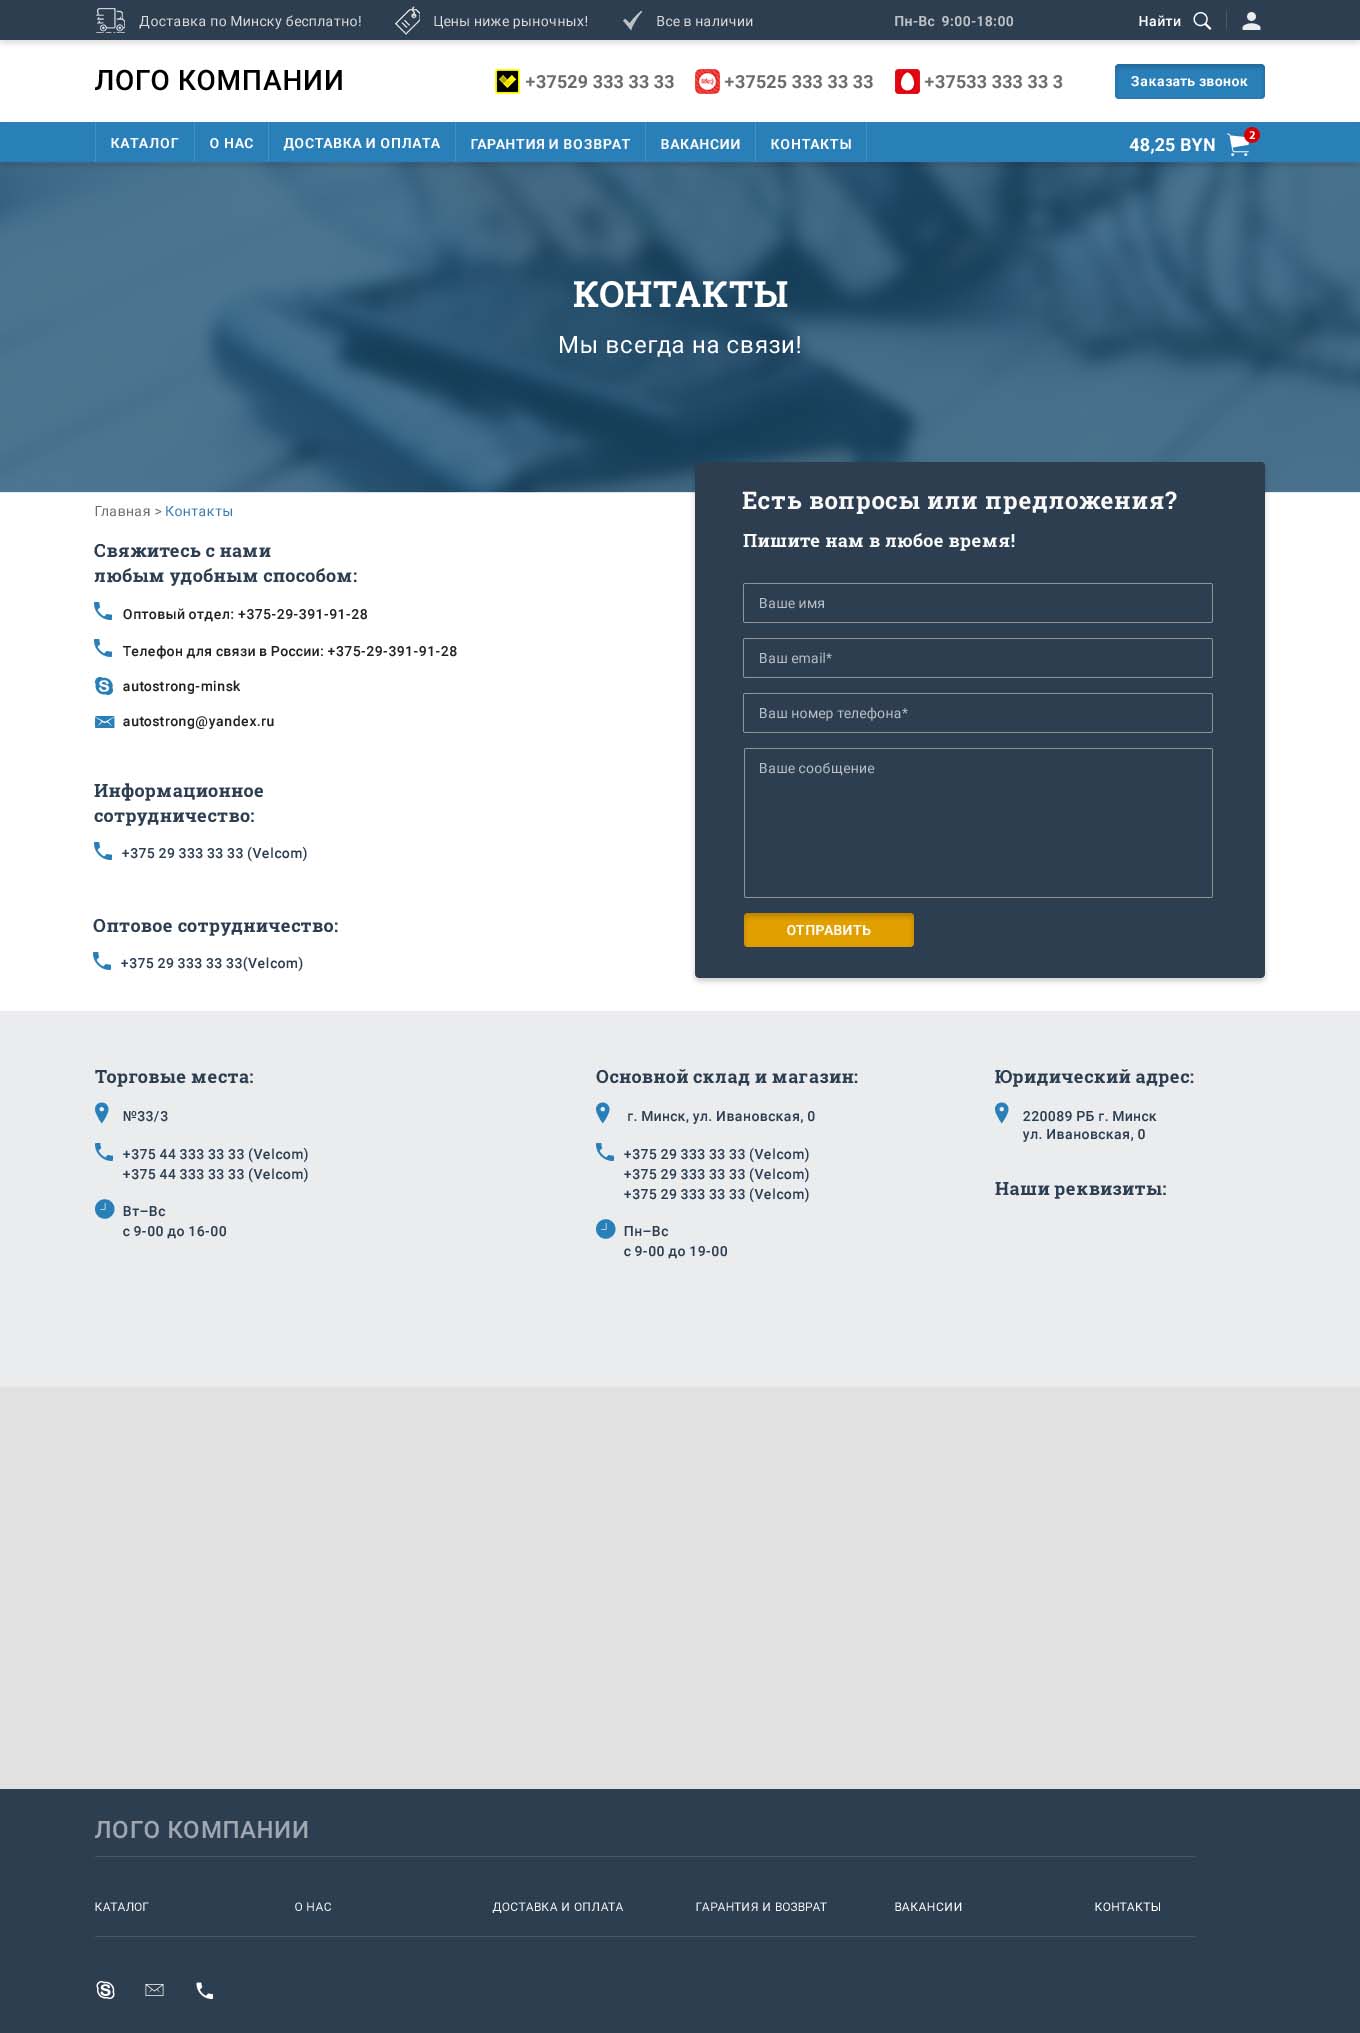 Доставка по Минску бесплатно!
Цены ниже рыночных!
Все в наличии
Пн-Вс 9:00-18:00
Найти
ЛОГО КОМПАНИИ
+37529 333 33 33
life:)
+37525 333 33 33
+37533 333 33 3
Заказать звонок
КАТАЛОГ
О НАС
ДОСТАВКА И ОПЛАТА
ГАРАНТИЯ И ВОЗВРАТ
ВАКАНСИИ
КОНТАКТЫ
48,25 BYN
2
КОНТАКТЫ
Мы всегда на связи!
Главная > Контакты
Свяжитесь с нами
любым удобным способом:
Оптовый отдел: +375-29-391-91-28
Телефон для связи в России: +375-29-391-91-28
autostrong-minsk
autostrong@yandex.ru
Информационное
сотрудничество:
+375 29 333 33 33 (Velcom)
Оптовое сотрудничество:
+375 29 333 33 33(Velcom)
Есть вопросы или предложения?
Пишите нам в любое время!
Ваше имя
Ваш email*
Ваш номер телефона*
Ваше сообщение
ОТПРАВИТЬ
Торговые места:
№33/3
+375 44 333 33 33 (Velcom)
+375 44 333 33 33 (Velcom)
Вт–Вс
с 9-00 до 16-00
Основной склад и магазин:
г. Минск, ул. Ивановская, 0
+375 29 333 33 33 (Velcom)
+375 29 333 33 33 (Velcom)
+375 29 333 33 33 (Velcom)
Пн–Вс
с 9-00 до 19-00
Юридический адрес:
220089 РБ г. Минск
ул. Ивановская, 0
Наши реквизиты:
ЛОГО КОМПАНИИ
КАТАЛОГ
О НАС
ДОСТАВКА И ОПЛАТА
ГАРАНТИЯ И ВОЗВРАТ
ВАКАНСИИ
КОНТАКТЫ